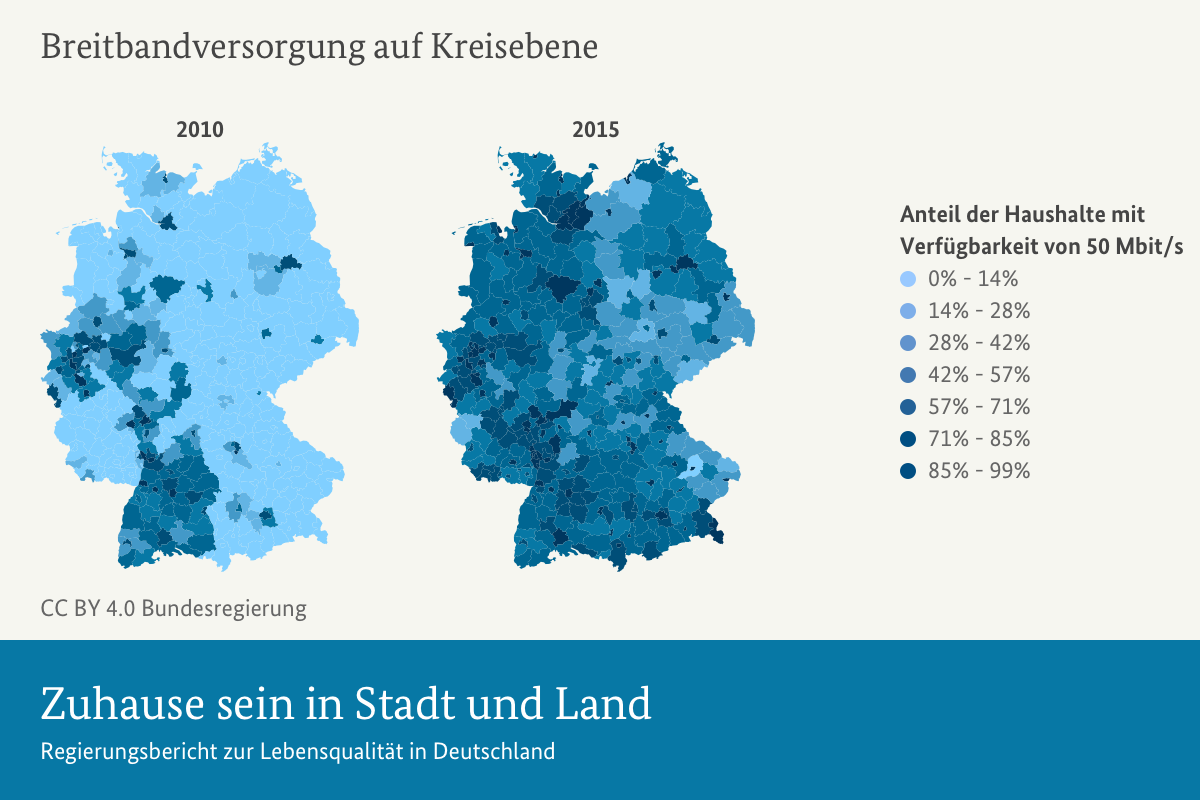 Breitbandversorgung auf Kreisebene
2010
2015
Anteil der Haushalte mit
Verfügbarkeit von 50 Mbit/s
0% - 14%
14% - 28%
28% - 42%
42% - 57%
57% - 71%
71% - 85%
85% - 99%
CC BY 4.0 Bundesregierung
Zuhause sein in Stadt und Land
Regierungsbericht zur Lebensqualität in Deutschland